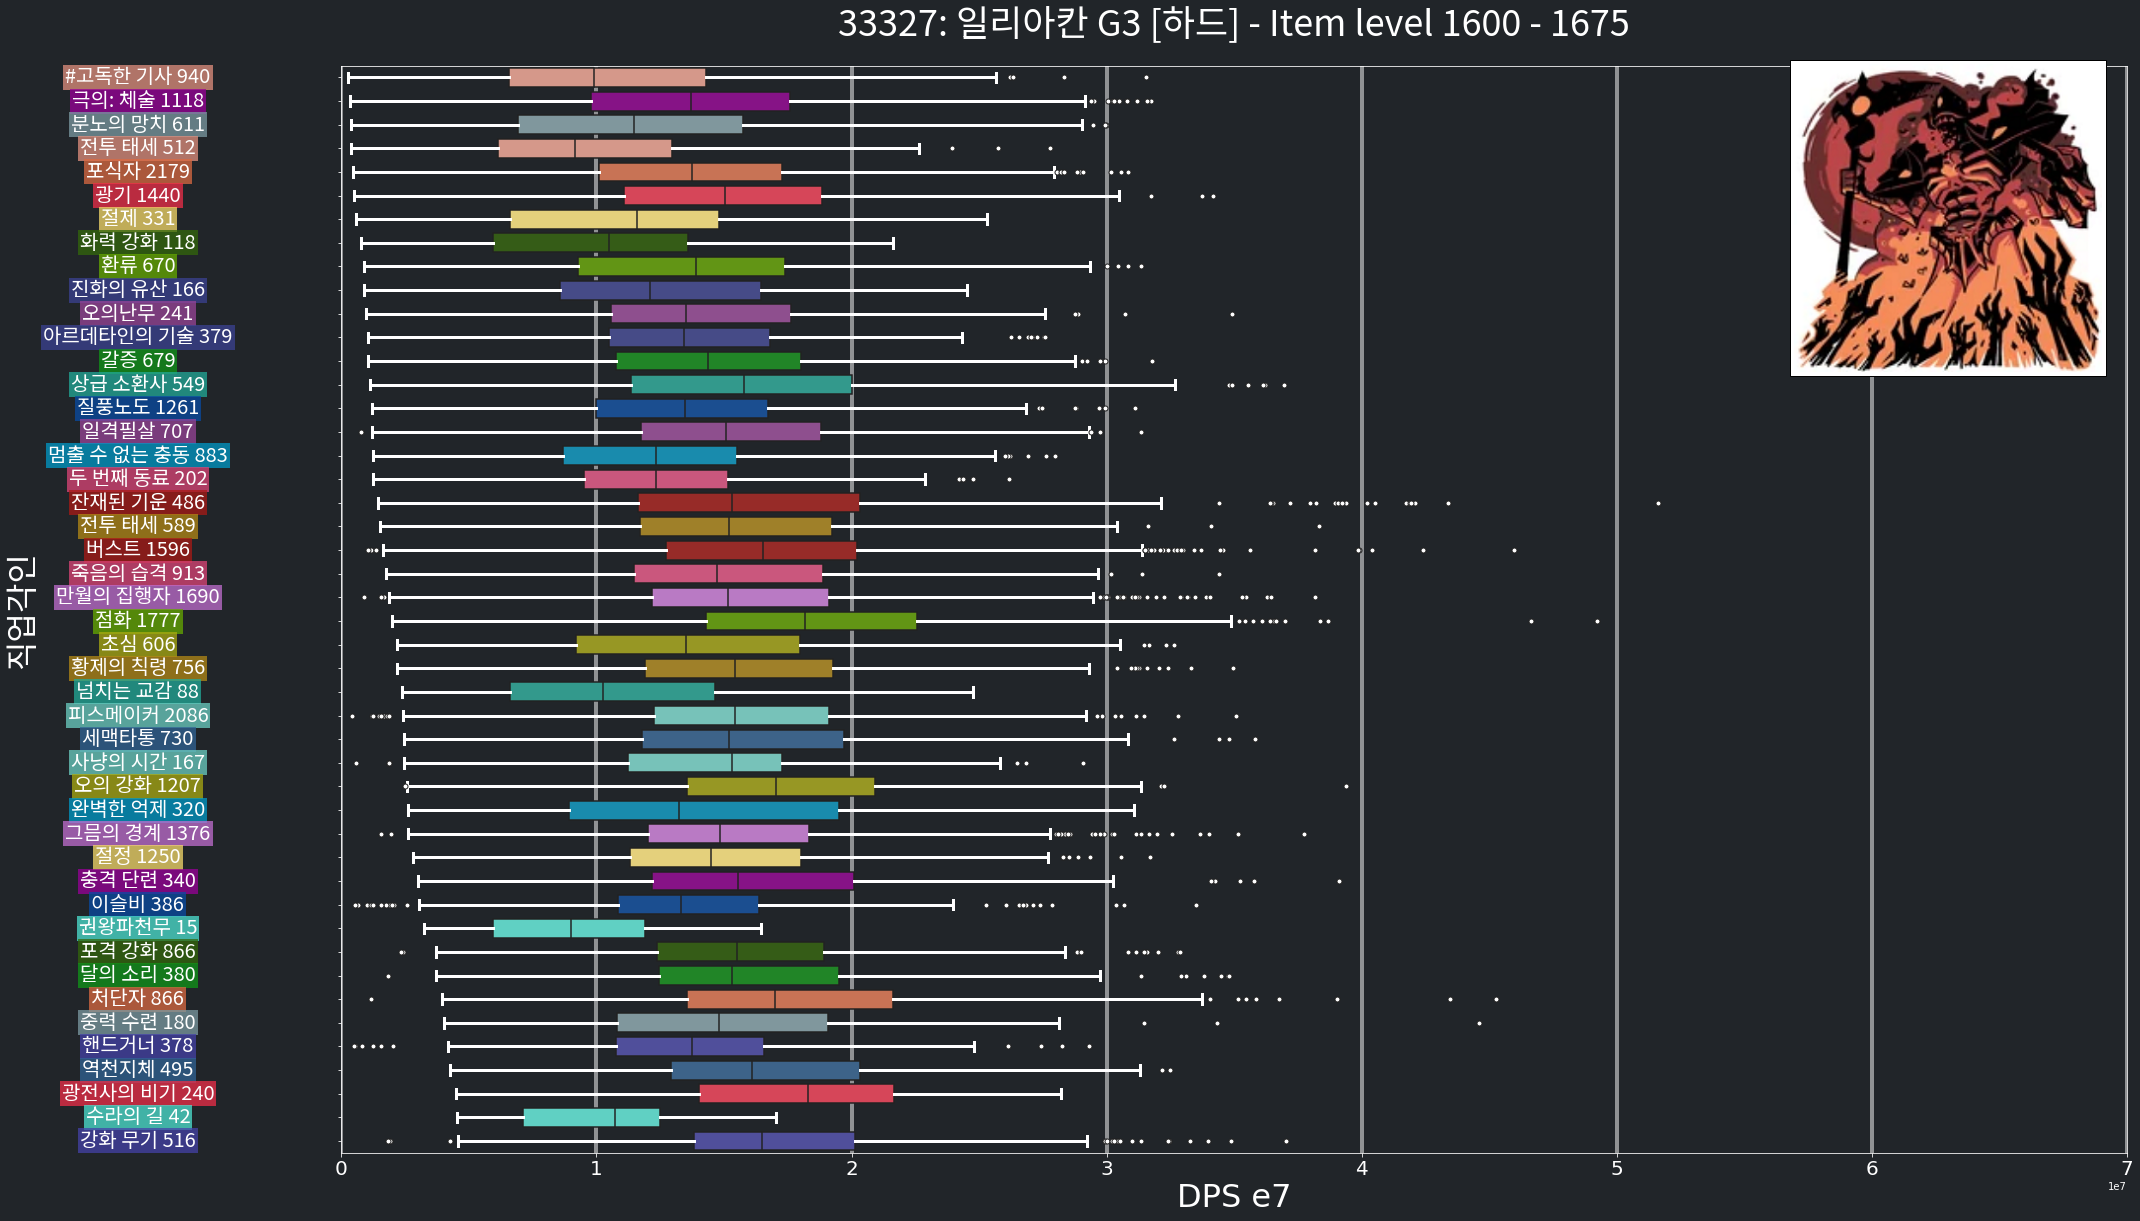 33327: 일리아칸 G3 [하드] - Item level 1600 - 1675
#고독한 기사 940
극의: 체술 1118
분노의 망치 611
전투 태세 512
포식자 2179
광기 1440
절제 331
화력 강화 118
환류 670
진화의 유산 166
오의난무 241
아르데타인의 기술 379
갈증 679
상급 소환사 549
질풍노도 1261
일격필살 707
멈출 수 없는 충동 883
두 번째 동료 202
잔재된 기운 486
전투 태세 589
버스트 1596
죽음의 습격 913
만월의 집행자 1690
점화 1777
초심 606
황제의 칙령 756
넘치는 교감 88
피스메이커 2086
세맥타통 730
사냥의 시간 167
오의 강화 1207
완벽한 억제 320
그믐의 경계 1376
절정 1250
충격 단련 340
이슬비 386
권왕파천무 15
포격 강화 866
달의 소리 380
처단자 866
중력 수련 180
핸드거너 378
역천지체 495
광전사의 비기 240
수라의 길 42
강화 무기 516
직업각인
0 1 2 3 4 5 6 7
1e7
DPS e7